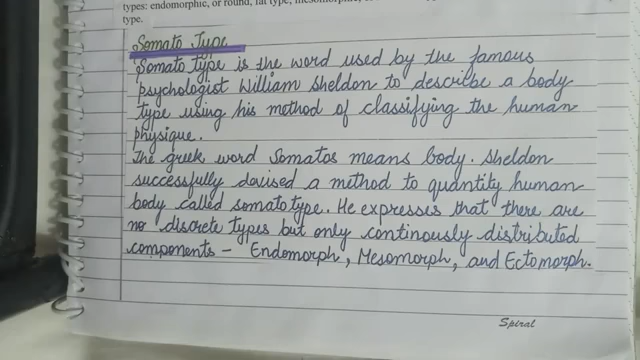 types: endomorphic, or round, fat type, mesomorphic,
type.
Somato Type
Somato type is the word used by the famous
psychologist William Sheldon to describe a body
type using his method of classifying the human
physique.
The greek word Somatos means body. Sheldon
successfully devised a method to quantity human
body called somatotype. He expresses that there are
no discrete types but only continously distributed
components - Endomorph, Mesomorph, and Ectomorph.
Spiral